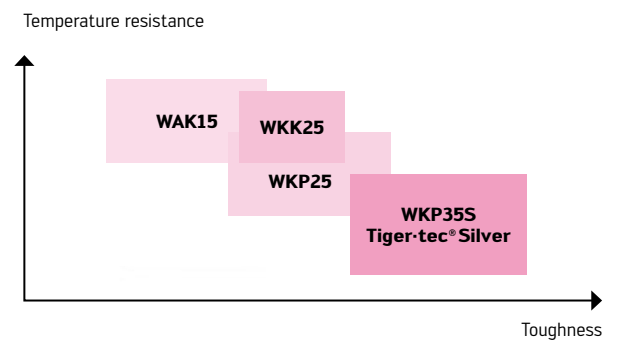 Temperature resistance
WAK15
WKK25
WKP25
WKP35S
Tiger·tec® Silver
Toughness